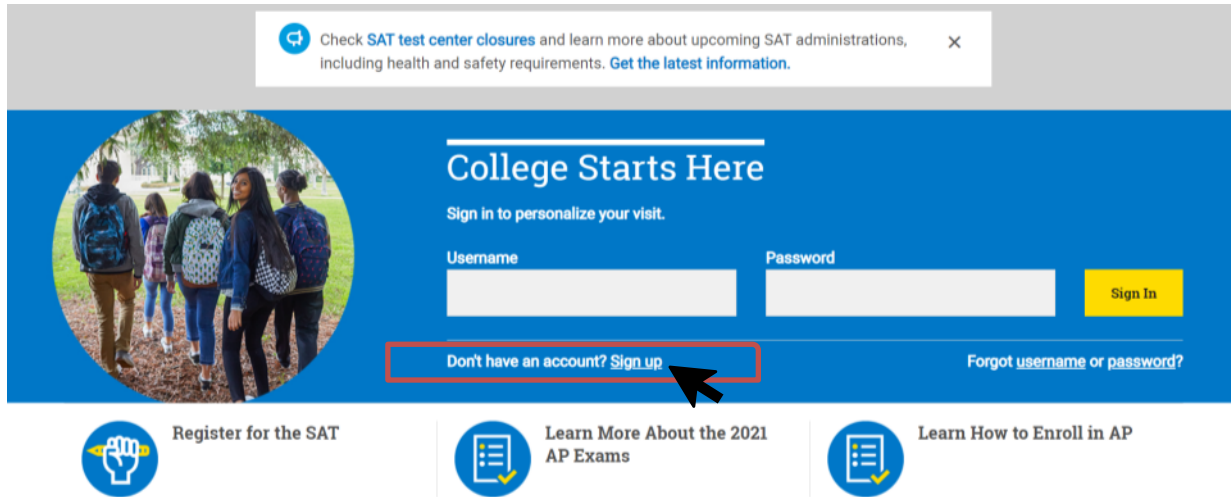 Check SAT test center closures and learn more about upcoming SAT administrations,
including health and safety requirements. Get the latest information.
College Starts Here
Sign in to personalize your visit.
Username
Password
Sign In
Don't have an account? Sign up
Forgot username or password?
Register for the SAT
Learn More About the 2021
AP Exams
Learn How to Enroll in AP